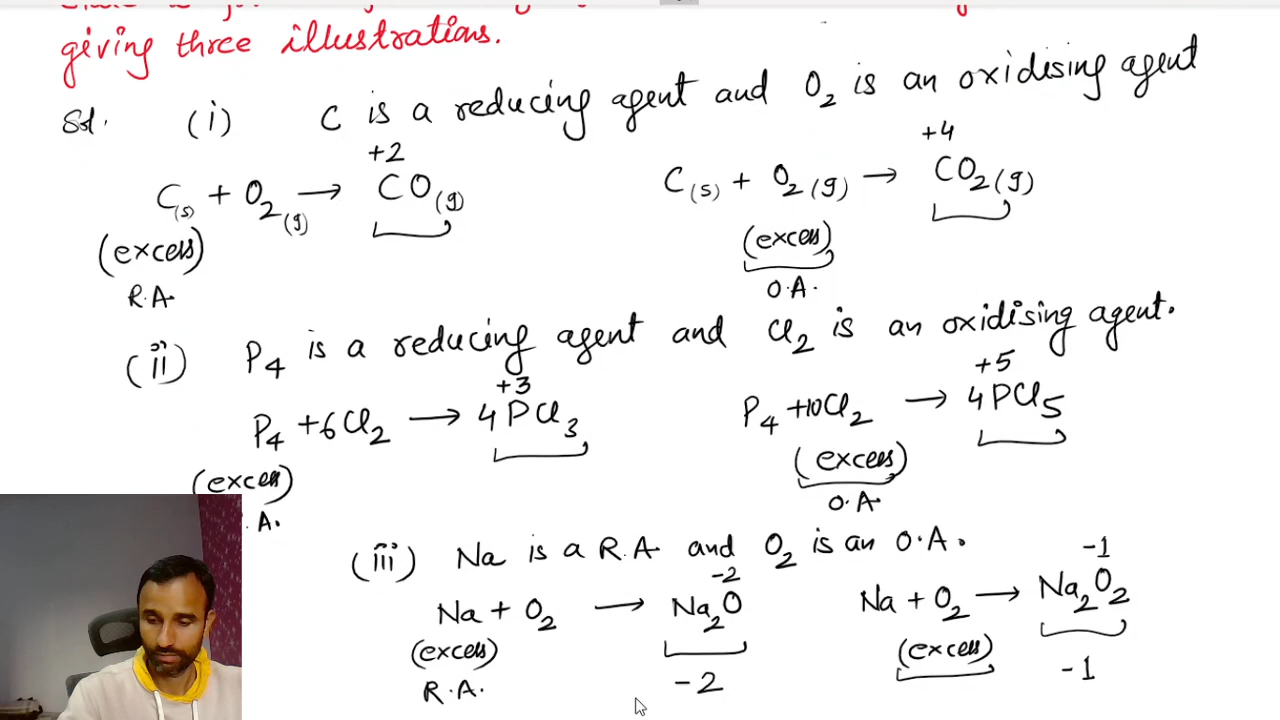 giving three illustrations.
Sol. (i) C is a reducing agent and O2 is an oxidising agent
+2 +4
C(s) + O2(g) → CO(g) C(s) + O2(g) → CO2(g)
(excess) (excess)
R.A. O.A.
(ii) P4 is a reducing agent and Cl2 is an oxidising agent.
+3 +5
P4 + 6Cl2 → 4PCl3 P4 + 10Cl2 → 4PCl5
(excess) (excess)
. A. O.A.
(iii) Na is a R.A and O2 is an O.A.
-2 -1
Na + O2 → Na2O Na + O2 → Na2O2
(excess) (excess)
R.A. -2 -1